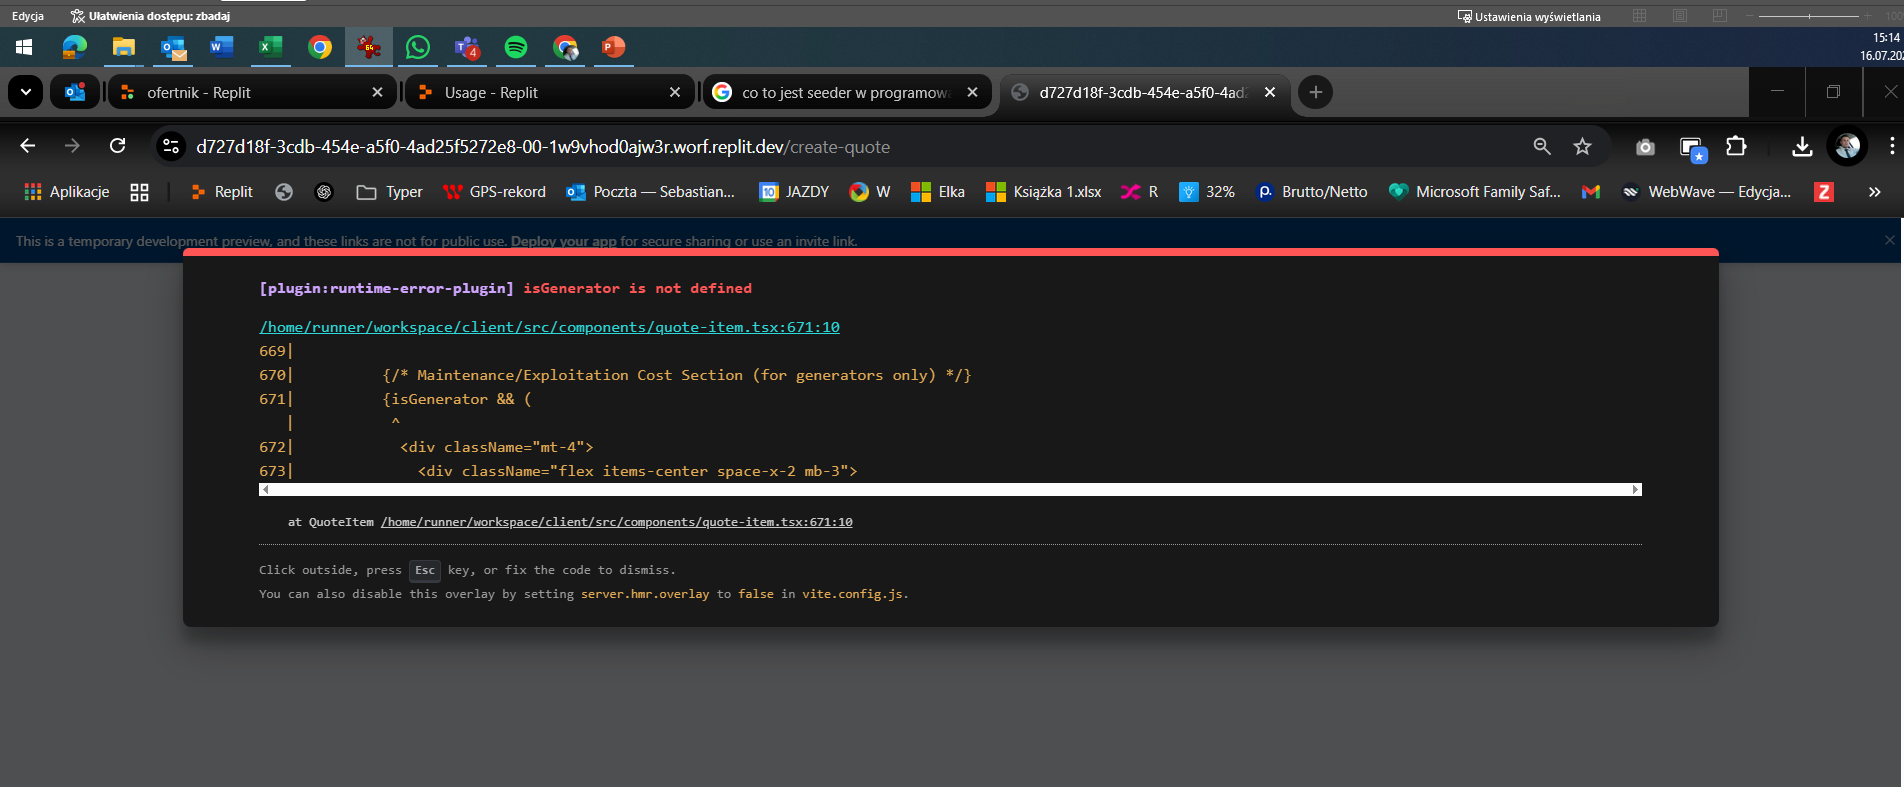 Edycja
Ułatwienia dostępu: zbadaj
Ustawienia wyświetlania
15:14
ofertnik - Replit
Usage - Replit
co to jest seeder w programow
d727d18f-3cdb-454e-a5f0-4ad2
d727d18f-3cdb-454e-a5f0-4ad25f5272e8-00-1w9vhod0ajw3r.worf.replit.dev/create-quote
Aplikacje
Replit
Typer
GPS-rekord
Poczta — Sebastian...
JAZDY
W
Elka
Książka 1.xlsx
R
32%
Brutto/Netto
Microsoft Family Saf...
WebWave — Edycja...
This is a temporary development preview, and these links are not for public use. Deploy your app for secure sharing or use an invite link.
[plugin:runtime-error-plugin] isGenerator is not defined
/home/runner/workspace/client/src/components/quote-item.tsx:671:10
669|
670|          {/* Maintenance/Exploitation Cost Section (for generators only) */}
671|          {isGenerator && (
   |           ^
672|            <div className="mt-4">
673|              <div className="flex items-center space-x-2 mb-3">
at QuoteItem /home/runner/workspace/client/src/components/quote-item.tsx:671:10
Click outside, press Esc key, or fix the code to dismiss.
You can also disable this overlay by setting server.hmr.overlay to false in vite.config.js.